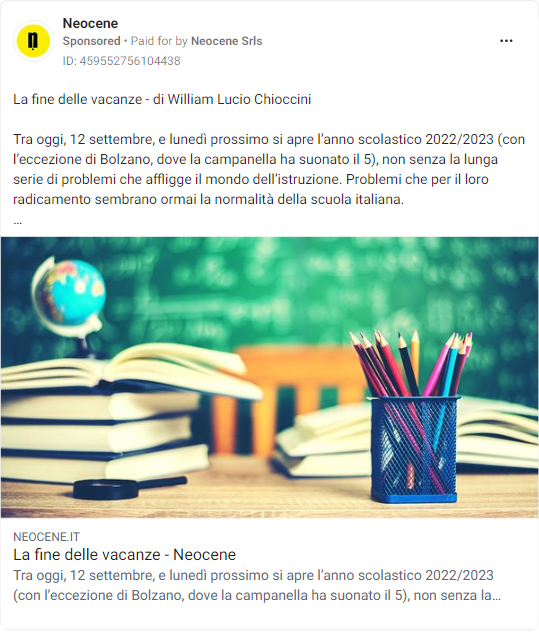 Neocene
Sponsored • Paid for by Neocene Srls
ID: 459552756104438
La fine delle vacanze - di William Lucio Chioccini
Tra oggi, 12 settembre, e lunedì prossimo si apre l'anno scolastico 2022/2023 (con
l'eccezione di Bolzano, dove la campanella ha suonato il 5), non senza la lunga
serie di problemi che affligge il mondo dell'istruzione. Problemi che per il loro
radicamento sembrano ormai la normalità della scuola italiana.
...
NEOCENE.IT
La fine delle vacanze - Neocene
Tra oggi, 12 settembre, e lunedì prossimo si apre l'anno scolastico 2022/2023
(con l'eccezione di Bolzano, dove la campanella ha suonato il 5), non senza la...